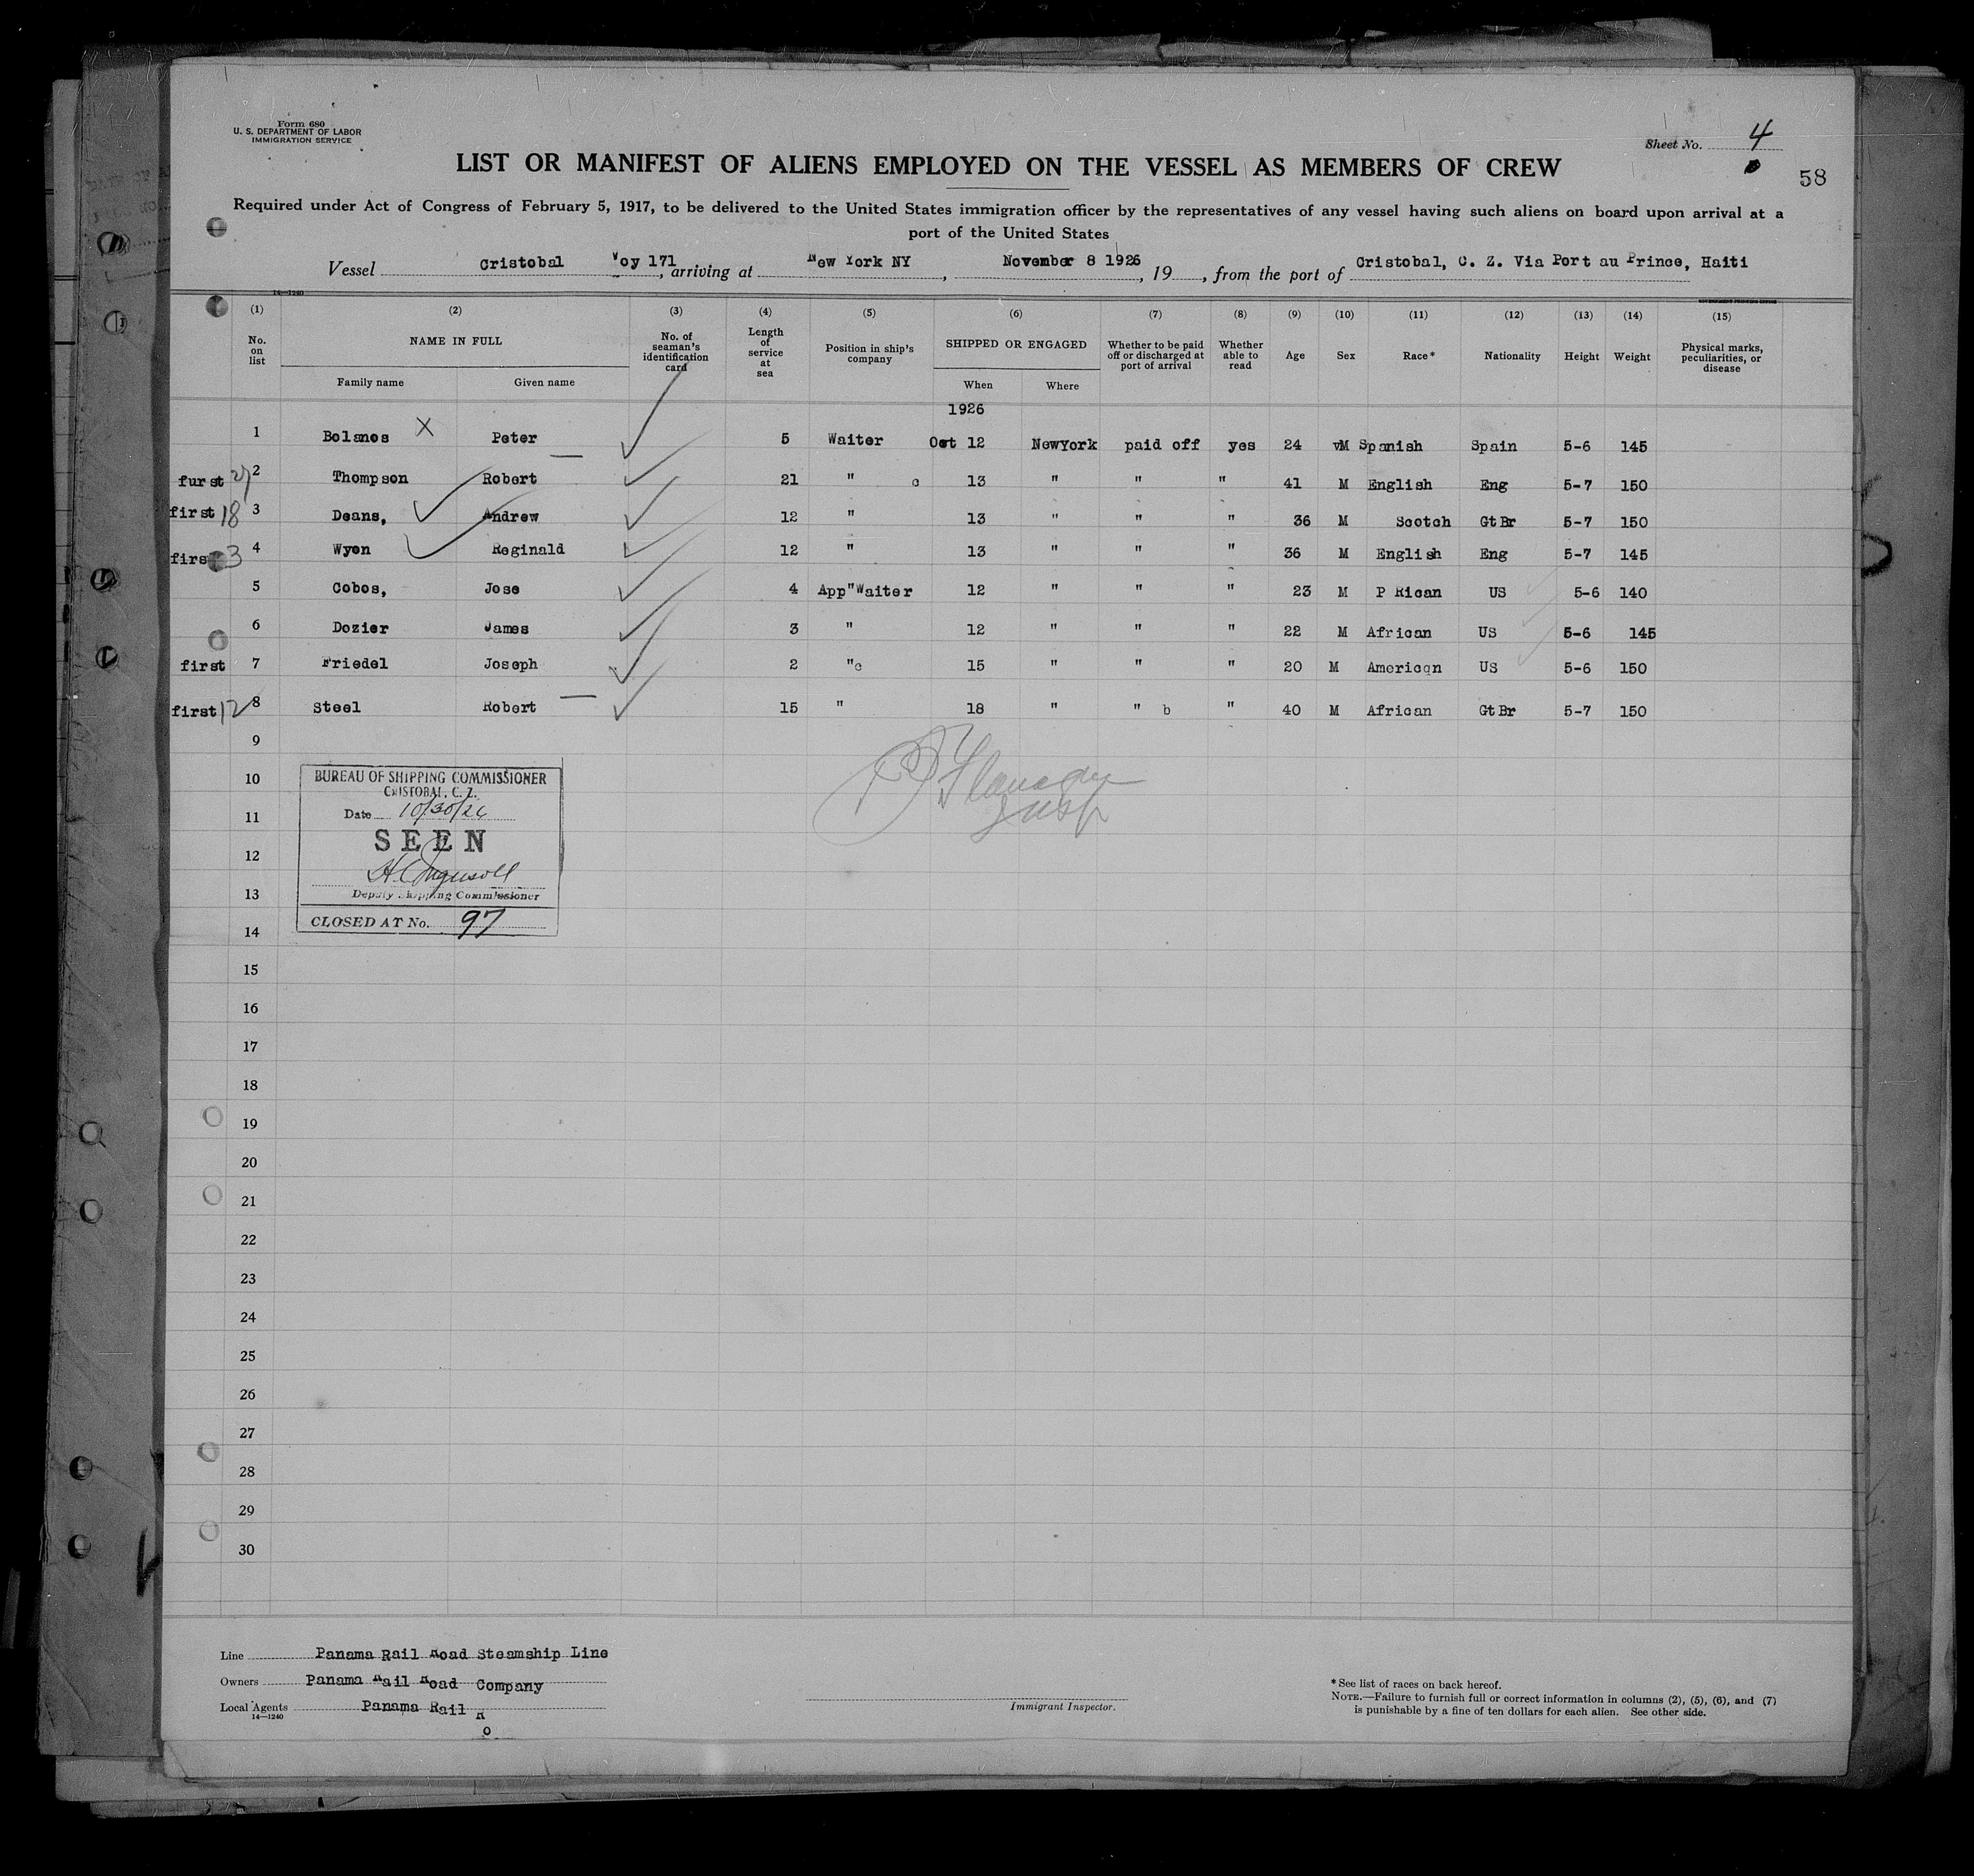 Form 680
U. S. DEPARTMENT OF LABOR
IMMIGRATION SERVICE
Sheet No. 4
58
LIST OR MANIFEST OF ALIENS EMPLOYED ON THE VESSEL AS MEMBERS OF CREW
Required under Act of Congress of February 5, 1917, to be delivered to the United States immigration officer by the representatives of any vessel having such aliens on board upon arrival at a
port of the United States
Vessel Cristobal Voy 171, arriving at New York NY, November 8 1926, 19, from the port of Cristobal, C. Z. Via Port au Prince, Haiti
14—1240
(1) (2) (3) (4) (5) (6) (7) (8) (9) (10) (11) (12) (13) (14) (15)
No. on list NAME IN FULL No. of seaman's identification card Length of service at sea Position in ship's company SHIPPED OR ENGAGED Whether to be paid off or discharged at port of arrival Whether able to read Age Sex Race* Nationality Height Weight Physical marks, peculiarities, or disease
Family name Given name When Where
1926
1 Bolanos X Peter 5 Waiter Oct 12 NewYork paid off yes 24 M Spanish Spain 5-6 145
furst 2 Thompson Robert 21 " c 13 " " " 41 M English Eng 5-7 150
first 18 3 Deans, Andrew 12 " 13 " " " 36 M Scotch GtBr 5-7 150
first 3 4 Wyon Reginald 12 " 13 " " " 36 M English Eng 5-7 145
5 Cobos, Jose 4 App"Waiter 12 " " " 23 M P Rican US 5-6 140
6 Dozier James 3 " 12 " " " 22 M African US 5-6 145
first 7 Friedel Joseph 2 "c 15 " " " 20 M American US 5-6 150
first 12 8 Steel Robert 15 " 18 " " b " 40 M African GtBr 5-7 150
9
10
11
12
13
14
BUREAU OF SHIPPING COMMISSIONER
CRISTOBAL, C. Z.
Date 10/30/26
SEEN
Deputy Shipping Commissioner
CLOSED AT No. 97
15
16
17
18
19
20
21
22
23
24
25
26
27
28
29
30
Line Panama Rail Road Steamship Line
Owners Panama Rail Road Company
Local Agents Panama Rail R
o
14—1240
Immigrant Inspector.
*See list of races on back hereof.
NOTE.—Failure to furnish full or correct information in columns (2), (5), (6), and (7)
is punishable by a fine of ten dollars for each alien. See other side.